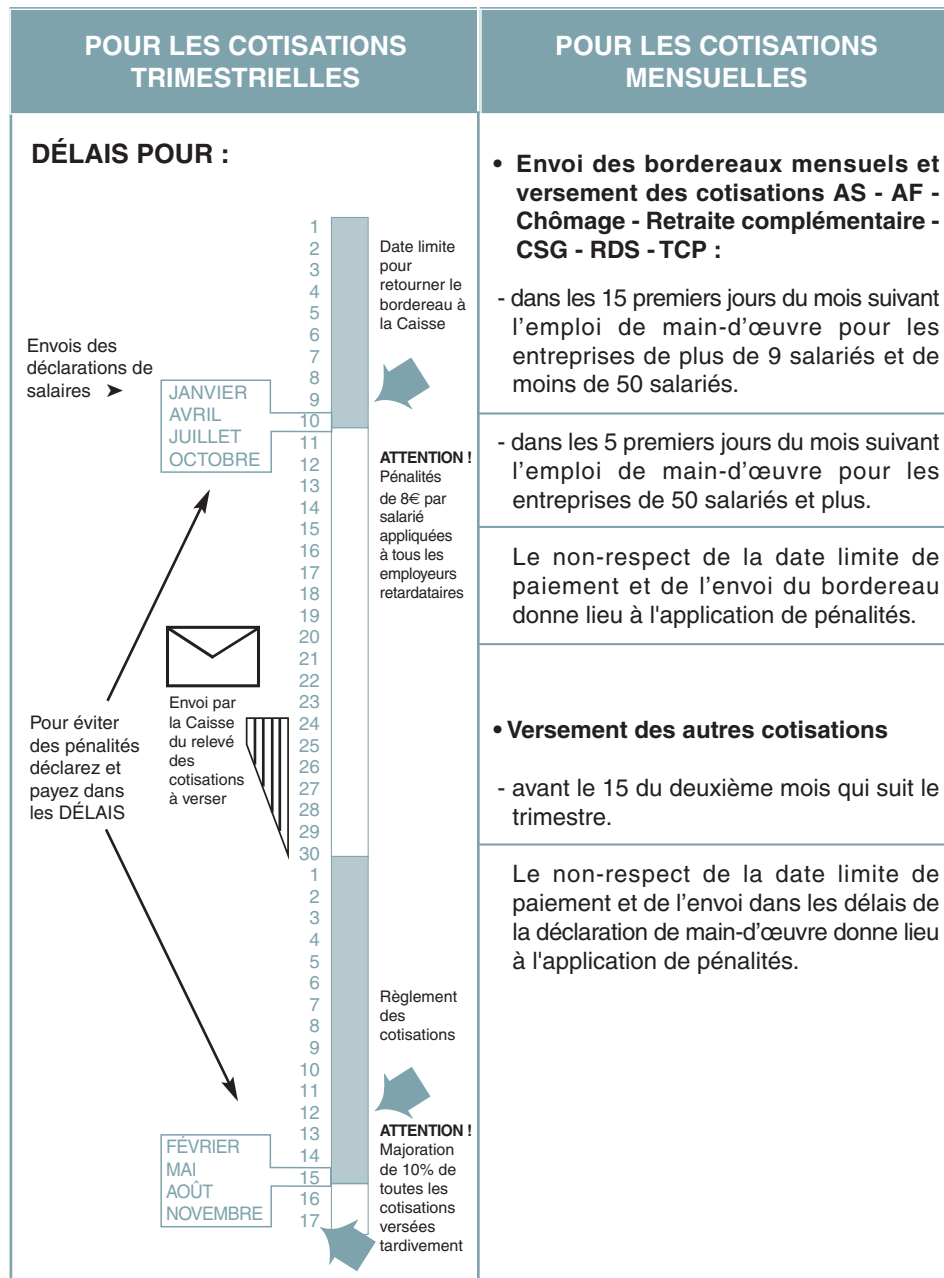 POUR LES COTISATIONS
TRIMESTRIELLES
DÉLAIS POUR :
1
2
3
4
5
6
7
8
9
10
11
12
13
14
15
16
17
18
19
20
21
22
23
24
25
26
27
28
29
30
1
2
3
4
5
6
7
8
9
10
11
12
13
14
15
16
17
Date limite
pour
retourner le
bordereau à
la Caisse
Envois des
déclarations de
salaires ➤
JANVIER
AVRIL
JUILLET
OCTOBRE
ATTENTION !
Pénalités
de 8€ par
salarié
appliquées
à tous les
employeurs
retardataires
Envoi par
la Caisse
du relevé
des
cotisations
à verser
Pour éviter
des pénalités
déclarez et
payez dans
les DÉLAIS
Règlement
des
cotisations
FÉVRIER
MAI
AOÛT
NOVEMBRE
ATTENTION !
Majoration
de 10% de
toutes les
cotisations
versées
tardivement
POUR LES COTISATIONS
MENSUELLES
• Envoi des bordereaux mensuels et
versement des cotisations AS - AF -
Chômage - Retraite complémentaire -
CSG - RDS - TCP :
- dans les 15 premiers jours du mois suivant
l'emploi de main-d'œuvre pour les
entreprises de plus de 9 salariés et de
moins de 50 salariés.
- dans les 5 premiers jours du mois suivant
l'emploi de main-d'œuvre pour les
entreprises de 50 salariés et plus.
Le non-respect de la date limite de
paiement et de l'envoi du bordereau
donne lieu à l'application de pénalités.
• Versement des autres cotisations
- avant le 15 du deuxième mois qui suit le
trimestre.
Le non-respect de la date limite de
paiement et de l'envoi dans les délais de
la déclaration de main-d'œuvre donne lieu
à l'application de pénalités.